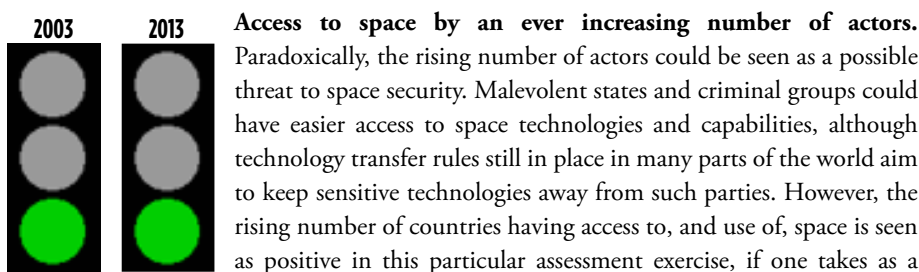 2003 2013
Access to space by an ever increasing number of actors.
Paradoxically, the rising number of actors could be seen as a possible
threat to space security. Malevolent states and criminal groups could
have easier access to space technologies and capabilities, although
technology transfer rules still in place in many parts of the world aim
to keep sensitive technologies away from such parties. However, the
rising number of countries having access to, and use of, space is seen
as positive in this particular assessment exercise, if one takes as a